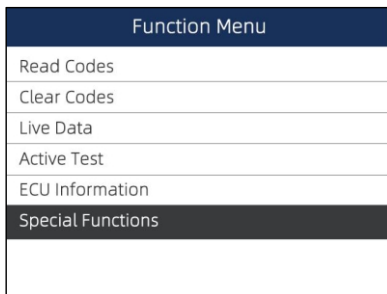 Function Menu
Read Codes
Clear Codes
Live Data
Active Test
ECU Information
Special Functions